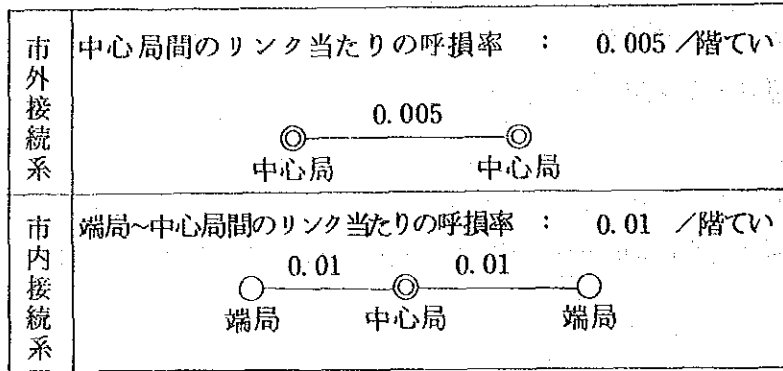 市外接続系
中心局間のリンク当たりの呼損率 : 0.005/階てい
0.005
中心局 中心局
市内接続系
端局~中心局間のリンク当たりの呼損率 : 0.01 /階てい
0.01 0.01
端局 中心局 端局